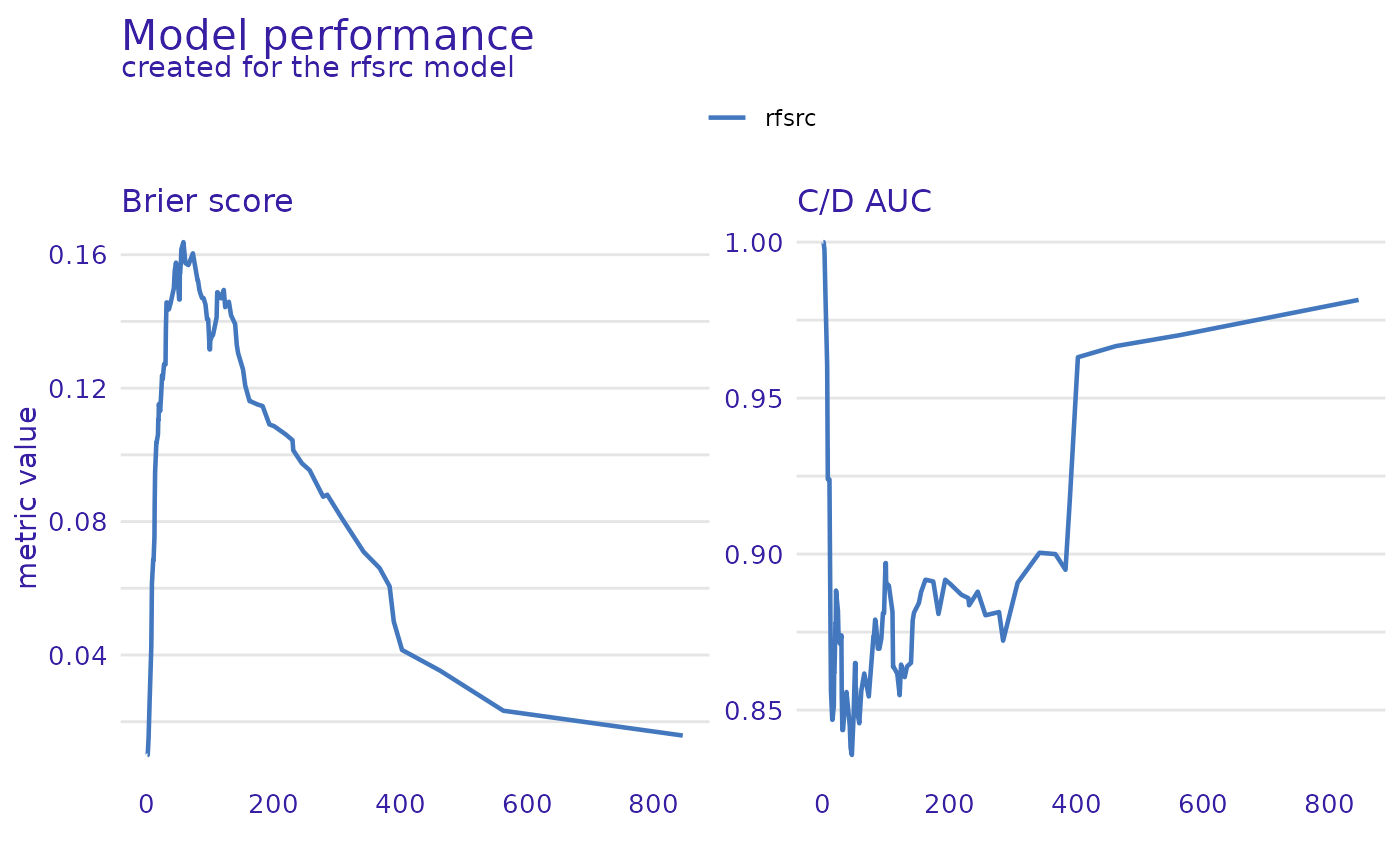 Model performance
created for the rfsrc model
rfsrc
Brier score
C/D AUC
metric value
0.16
0.12
0.08
0.04
0 200 400 600 800
1.00
0.95
0.90
0.85
0 200 400 600 800